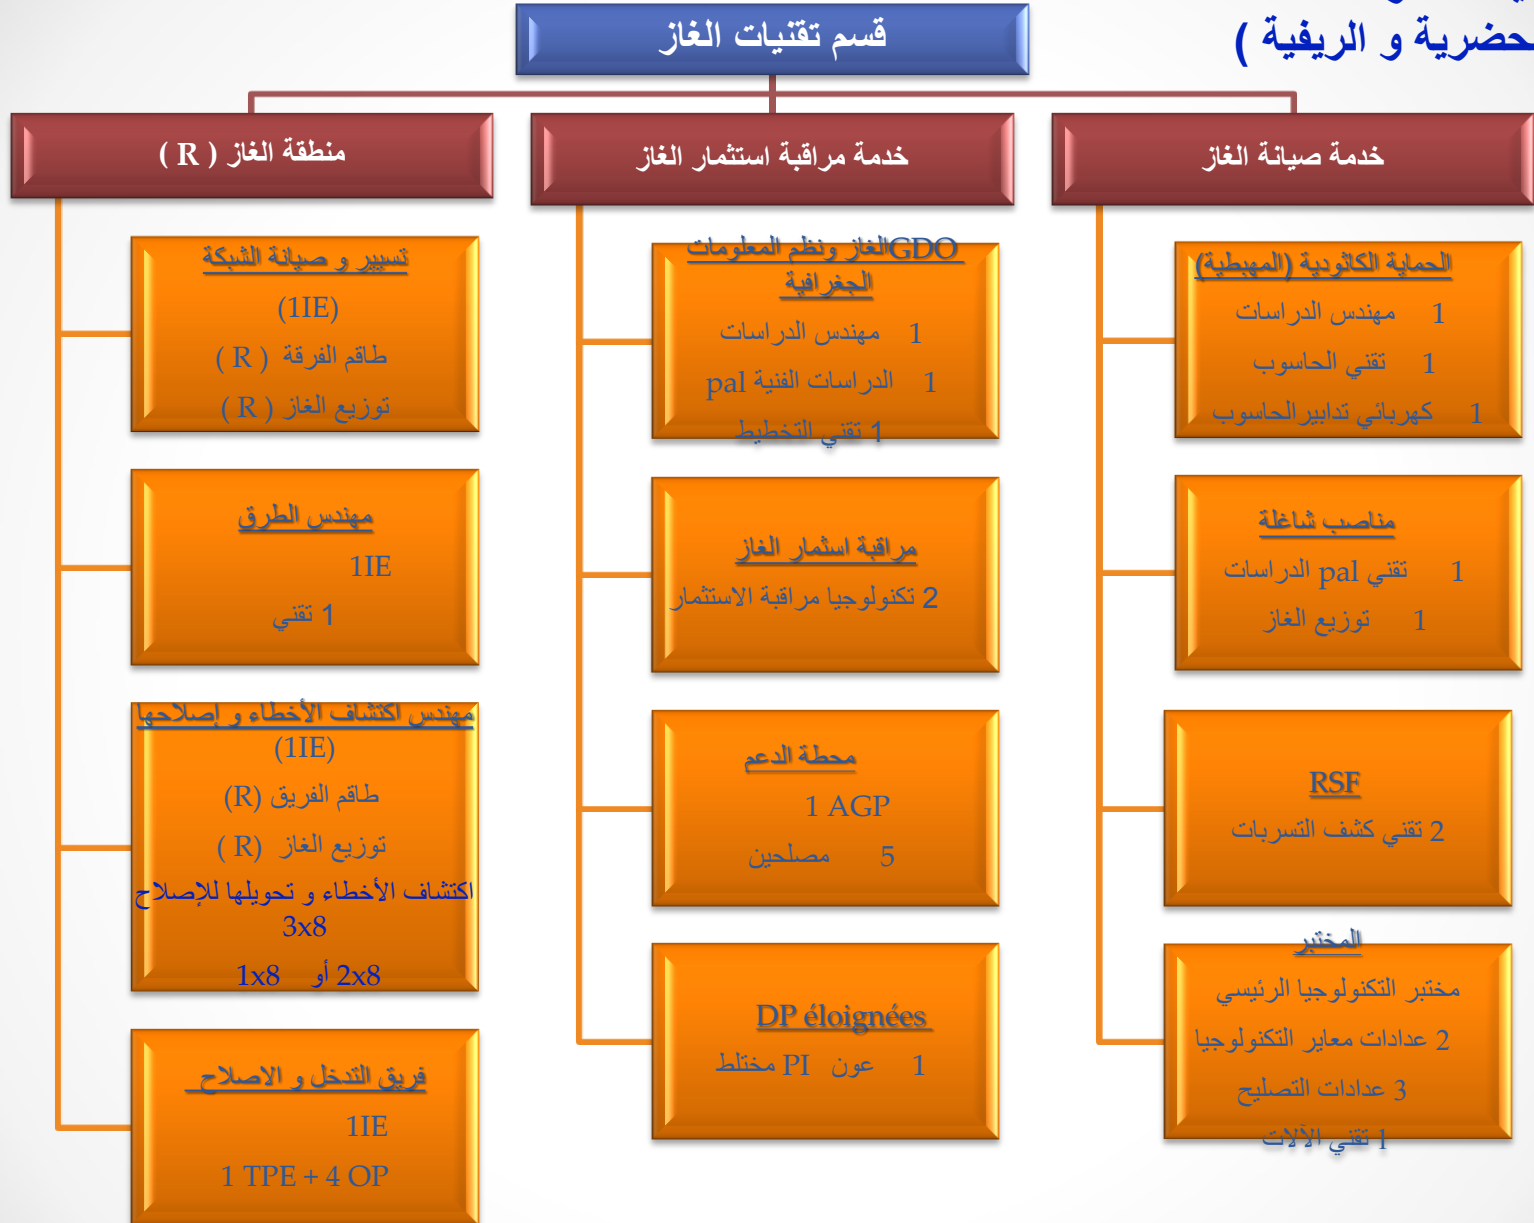 حضرية و الريفية )
قسم تقنيات الغاز
خدمة صيانة الغاز
الحماية الكاثودية (المهبطية)
1 مهندس الدراسات
1 تقني الحاسوب
1 كهربائي تدابيرالحاسوب
مناصب شاغلة
1 تقني pal الدراسات
1 توزيع الغاز
RSF
2 تقني كشف التسربات
المختبر
مختبر التكنولوجيا الرئيسي
2 عدادات معاير التكنولوجيا
3 عدادات التصليح
1 تقني الآلات
خدمة مراقبة استثمار الغاز
GDOالغاز ونظم المعلومات
الجغرافية
1 مهندس الدراسات
1 الدراسات الفنية pal
1 تقني التخطيط
مراقبة اسثمار الغاز
2 تكنولوجيا مراقبة الاستثمار
محطة الدعم
1 AGP
5 مصلحين
DP éloignées
1 عون PI مختلط
منطقة الغاز ( R )
تسيير و صيانة الشبكة
(1IE)
طاقم الفرقة ( R )
توزيع الغاز ( R )
مهندس الطرق
1IE
1 تقني
مهندس اكتشاف الأخطاء و إصلاحها
(1IE)
طاقم الفريق (R)
توزيع الغاز (R )
اكتشاف الأخطاء و تحويلها للإصلاح
3x8
2x8 أو 1x8
فريق التدخل و الاصلاح
1IE
1 TPE + 4 OP